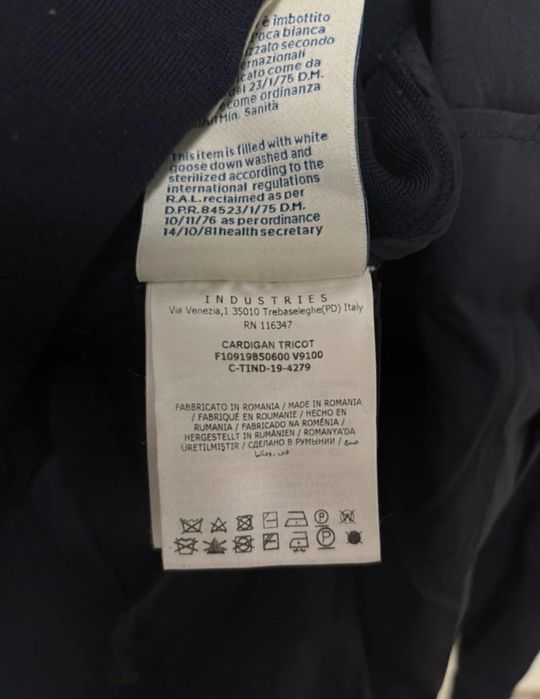 è imbottito
oca bianca
secondo
come da
del 23/1/75 D.M.
come ordinanza
Min. Sanità
This item is filled with white
goose down washed and
sterilized according to the
international regulations
R.A.L. reclaimed as per
D.P.R. 84523/1/75 D.M.
10/11/76 as per ordinance
14/10/81 health secretary
INDUSTRIES
Via Venezia,1 35010 Trebaseleghe(PD) Italy
RN 116347
CARDIGAN TRICOT
F10919B50600 V9100
C-TIND-19-4279
FABBRICATO IN ROMANIA / MADE IN ROMANIA
/ FABRIQUÉ EN ROUMANIE / HECHO EN
RUMANIA / FABRICADO NA ROMÉNIA /
HERGESTELLT IN RUMÄNIEN / ROMANYA'DA
ÜRETILMIŞTIR / СДЕЛАНО В РУМЫНИИ / صنع
في رومانيا